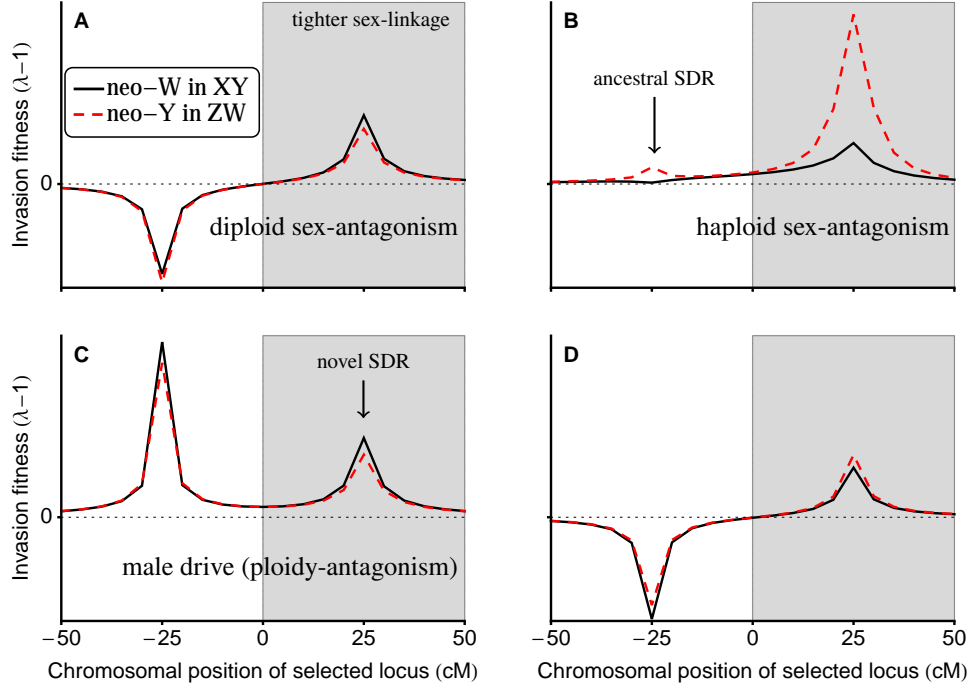 A
tighter sex-linkage
neo−W in XY
neo−Y in ZW
Invasion fitness (λ−1)
0
diploid sex-antagonism
B
ancestral SDR
haploid sex-antagonism
C
novel SDR
Invasion fitness (λ−1)
0
male drive (ploidy-antagonism)
−50 −25 0 25 50
Chromosomal position of selected locus (cM)
D
−50 −25 0 25 50
Chromosomal position of selected locus (cM)